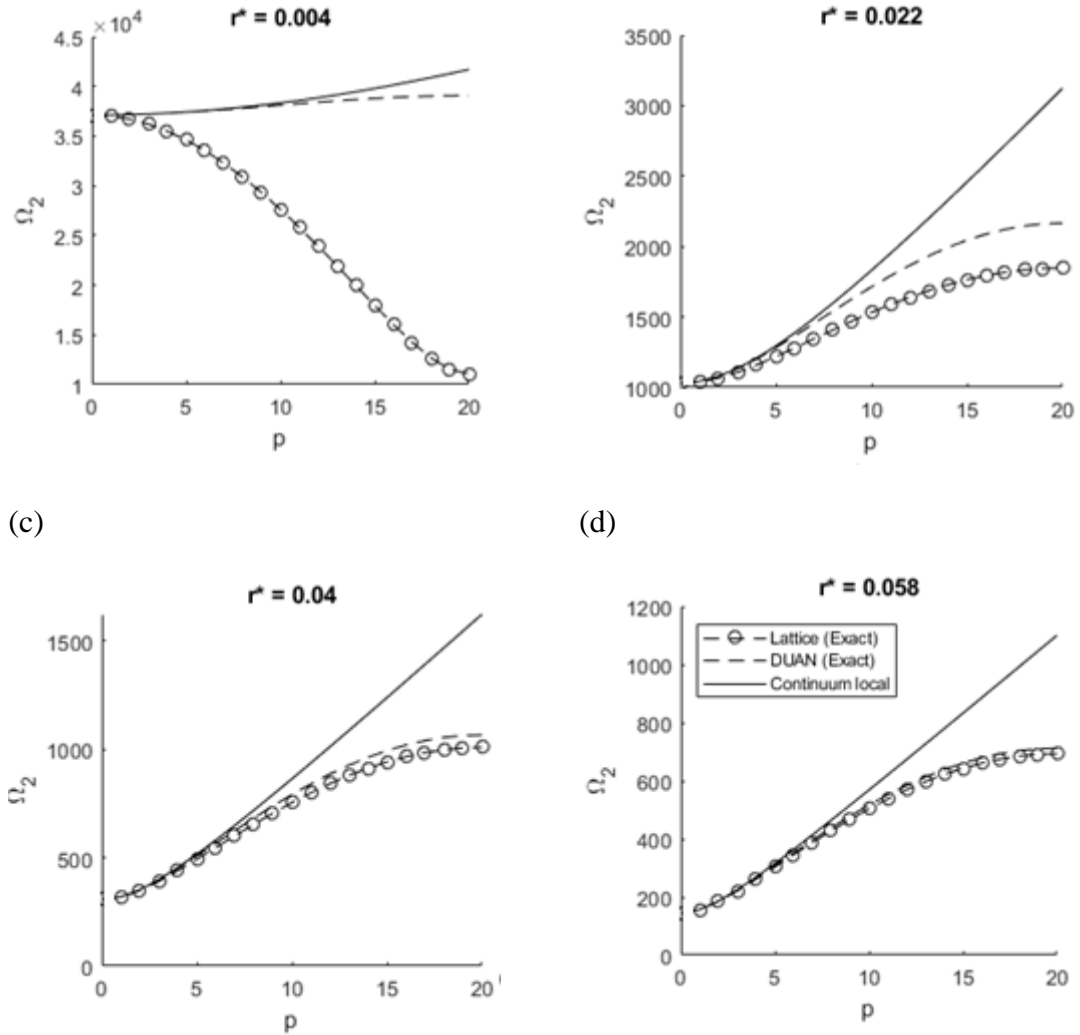 r* = 0.004
×10⁴
4.5
4
3.5
3
2.5
2
1.5
1
0 5 10 15 20
Ω₂
p
r* = 0.022
3500
3000
2500
2000
1500
1000
0 5 10 15 20
Ω₂
p
(c)
(d)
r* = 0.04
1500
1000
500
0
0 5 10 15 20
Ω₂
p
r* = 0.058
1200
1000
800
600
400
200
0
0 5 10 15 20
Ω₂
p
Lattice (Exact)
DUAN (Exact)
Continuum local